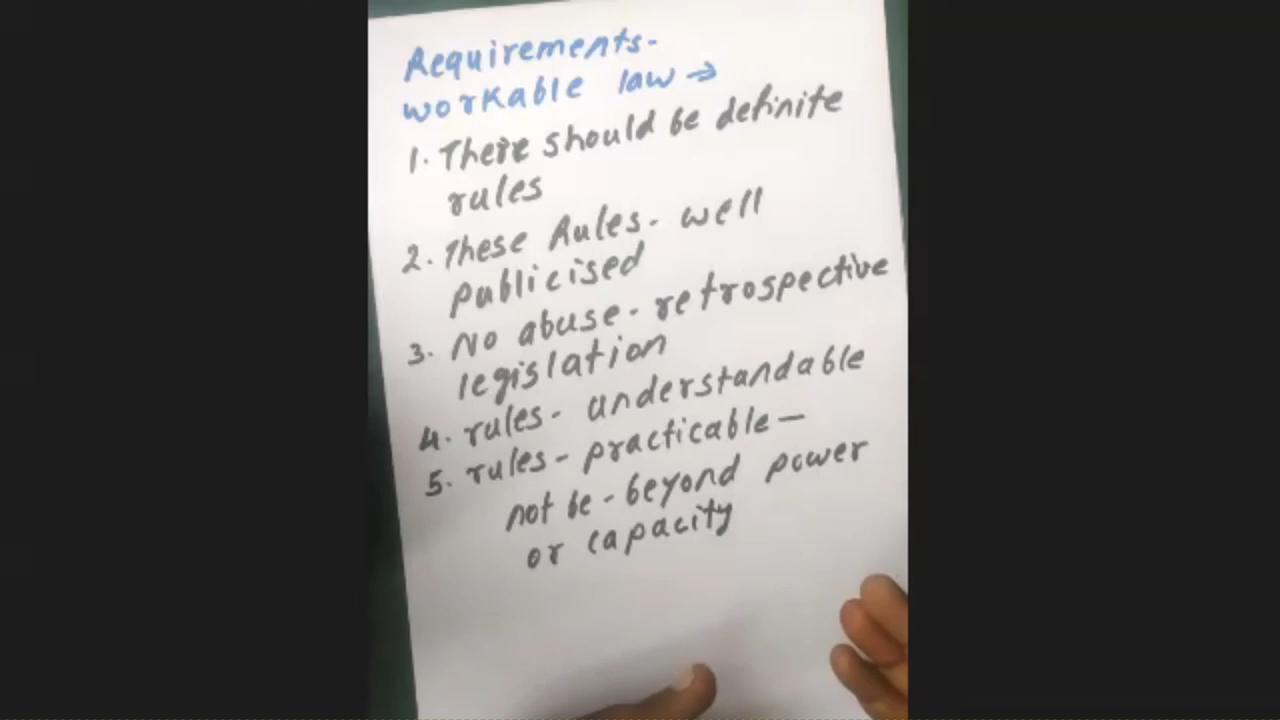 Requirements-
workable law →
1. There should be definite
rules
2. These Rules- well
publicised
3. No abuse- retrospective
legislation
4. rules- understandable
5. rules- practicable—
not be- beyond power
or capacity